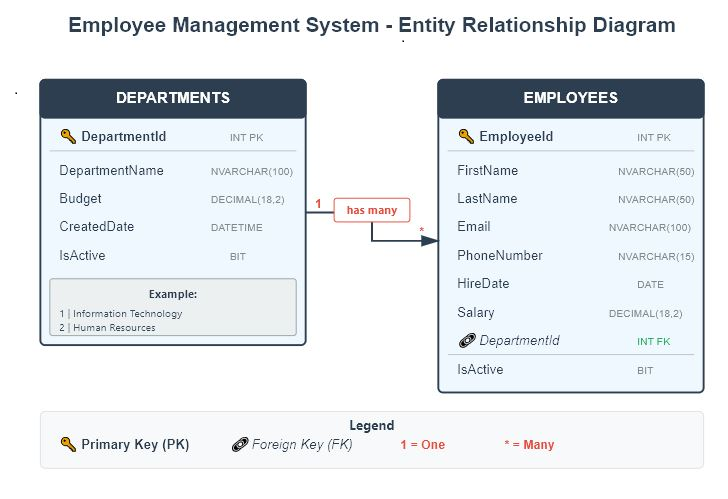 Employee Management System - Entity Relationship Diagram
DEPARTMENTS
DepartmentId INT PK
DepartmentName NVARCHAR(100)
Budget DECIMAL(18,2)
CreatedDate DATETIME
IsActive BIT
Example:
1 | Information Technology
2 | Human Resources
1
has many
*
EMPLOYEES
EmployeeId INT PK
FirstName NVARCHAR(50)
LastName NVARCHAR(50)
Email NVARCHAR(100)
PhoneNumber NVARCHAR(15)
HireDate DATE
Salary DECIMAL(18,2)
DepartmentId INT FK
IsActive BIT
Legend
Primary Key (PK) Foreign Key (FK) 1 = One * = Many